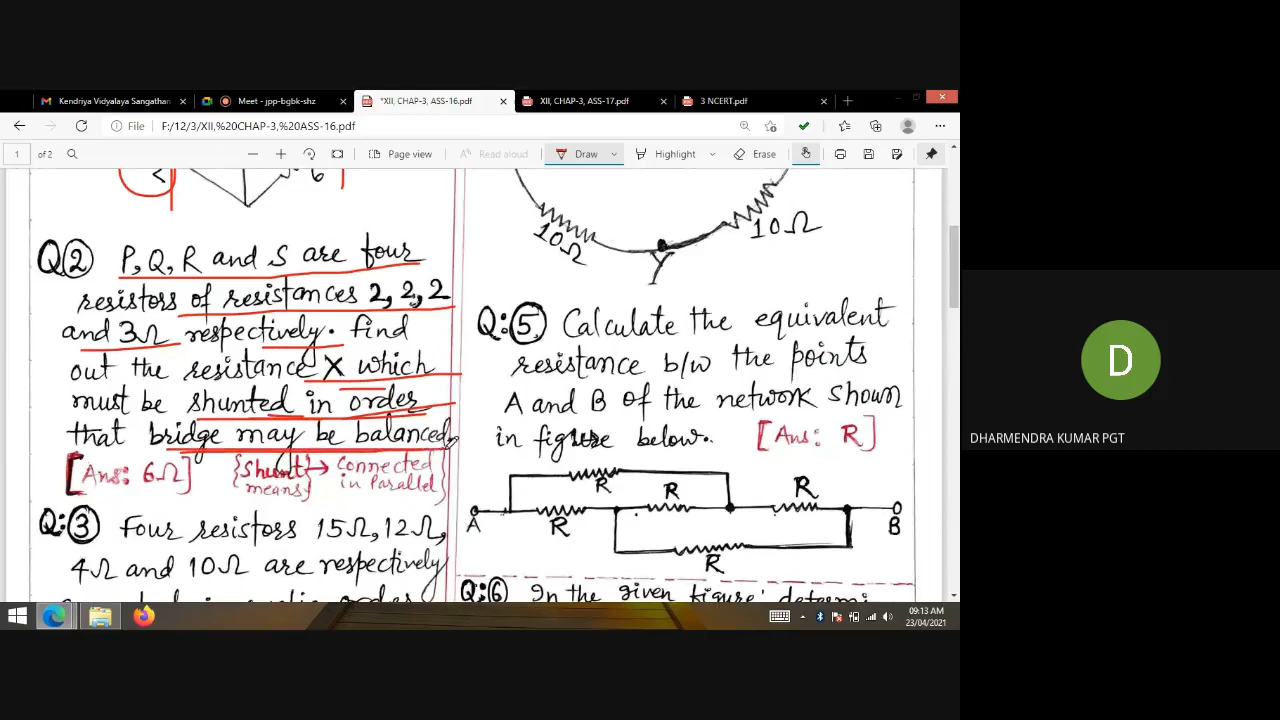 Kendriya Vidyalaya Sangathan
Meet - jpp-bgbk-shz
*XII, CHAP-3, ASS-16.pdf
XII, CHAP-3, ASS-17.pdf
3 NCERT.pdf
File
F:/12/3/XII,%20CHAP-3,%20ASS-16.pdf
1
of 2
Page view
Read aloud
Draw
Highlight
Erase
6
Q② P, Q, R and S are four
resistors of resistances 2, 2, 2
and 3Ω respectively. find
out the resistance X which
must be shunted in order
that bridge may be balanced.
[Ans: 6Ω] {Shunt means} → Connected in Parallel}
Q:③ Four resistors 15Ω, 12Ω,
4Ω and 10Ω are respectively
10Ω
10Ω
Y
Q:⑤ Calculate the equivalent
resistance b/w the points
A and B of the network shown
in figure below. [Ans: R]
R
R
R
A
R
B
R
Q:⑥ In the given figure, determi
DHARMENDRA KUMAR PGT
D
09:13 AM
23/04/2021